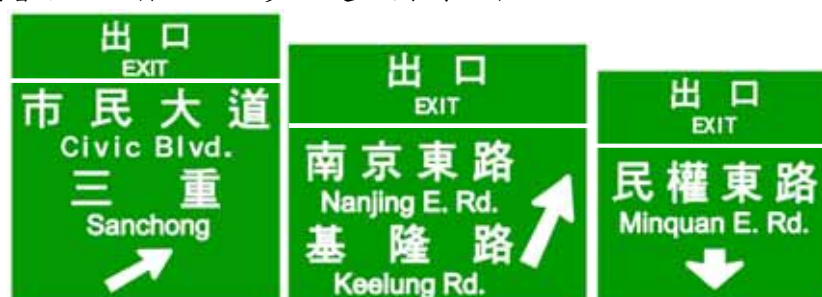 出口
EXIT
市民大道
Civic Blvd.
三重
Sanchong
出口
EXIT
南京東路
Nanjing E. Rd.
基隆路
Keelung Rd.
出口
EXIT
民權東路
Minquan E. Rd.